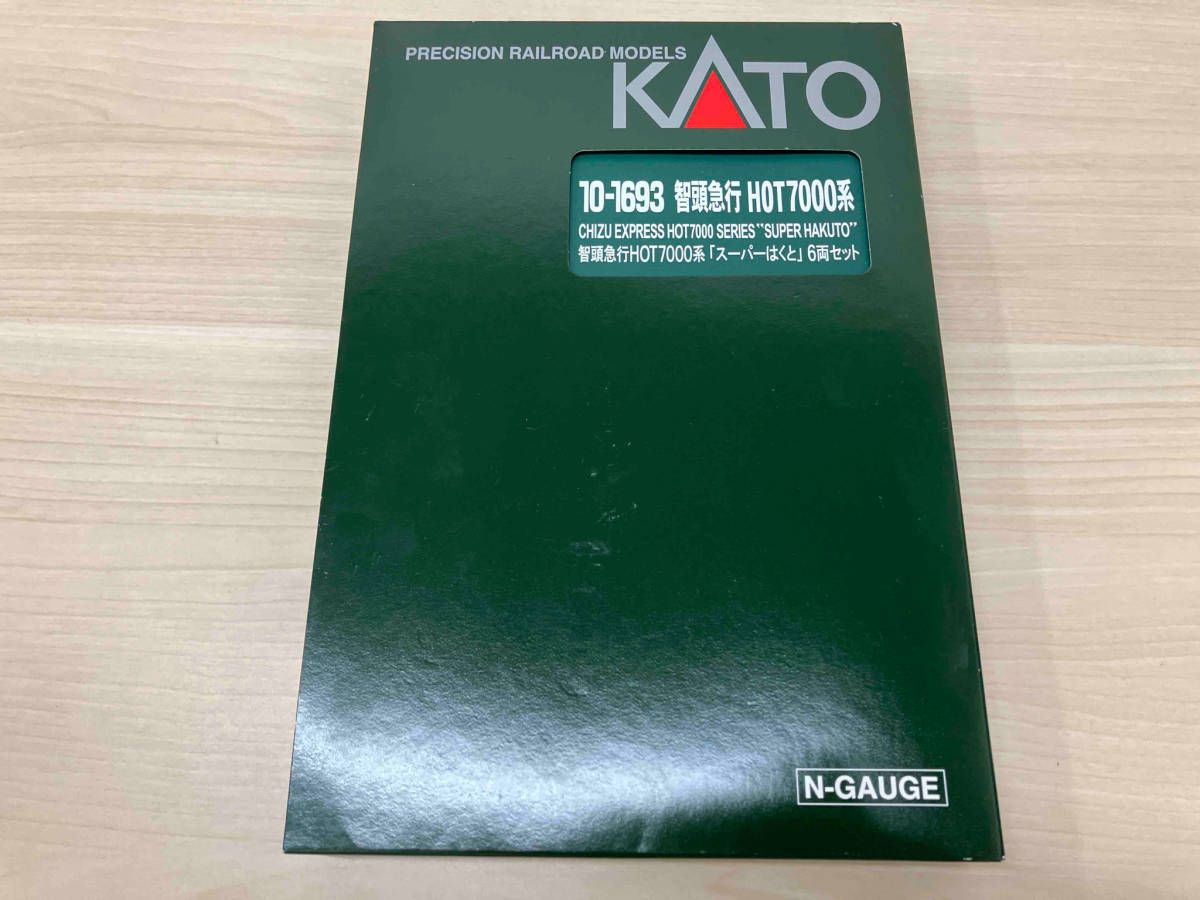 PRECISION RAILROAD MODELS
KATO
10-1693 智頭急行 HOT7000系
CHIZU EXPRESS HOT7000 SERIES "SUPER HAKUTO"
智頭急行HOT7000系「スーパーはくと」6両セット
N-GAUGE